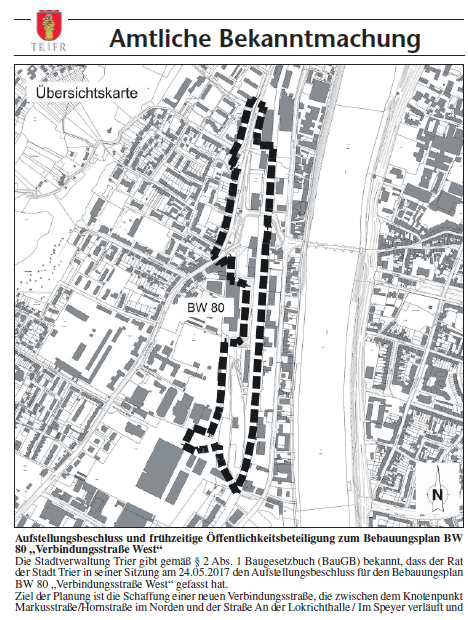 TRIER
Amtliche Bekanntmachung
Übersichtskarte
BW 80
N
Aufstellungsbeschluss und frühzeitige Öffentlichkeitsbeteiligung zum Bebauungsplan BW
80 „Verbindungsstraße West“
Die Stadtverwaltung Trier gibt gemäß § 2 Abs. 1 Baugesetzbuch (BauGB) bekannt, dass der Rat
der Stadt Trier in seiner Sitzung am 24.05.2017 den Aufstellungsbeschluss für den Bebauungsplan
BW 80 „Verbindungsstraße West“ gefasst hat.
Ziel der Planung ist die Schaffung einer neuen Verbindungsstraße, die zwischen dem Knotenpunkt
Markusstraße/Hornstraße im Norden und der Straße An der Lokrichthalle / Im Speyer verläuft und